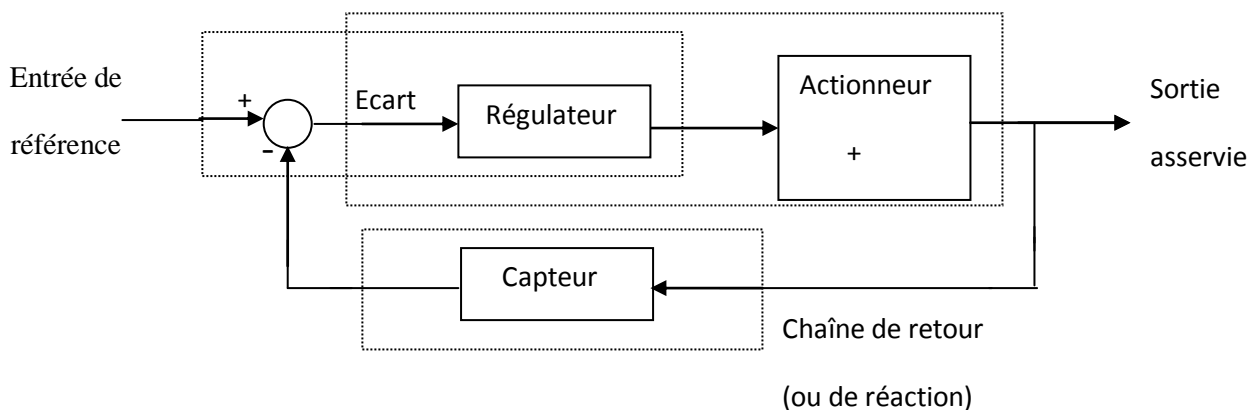 Entrée de
référence
+
-
Ecart
Régulateur
Actionneur
+
Sortie
asservie
Capteur
Chaîne de retour
(ou de réaction)